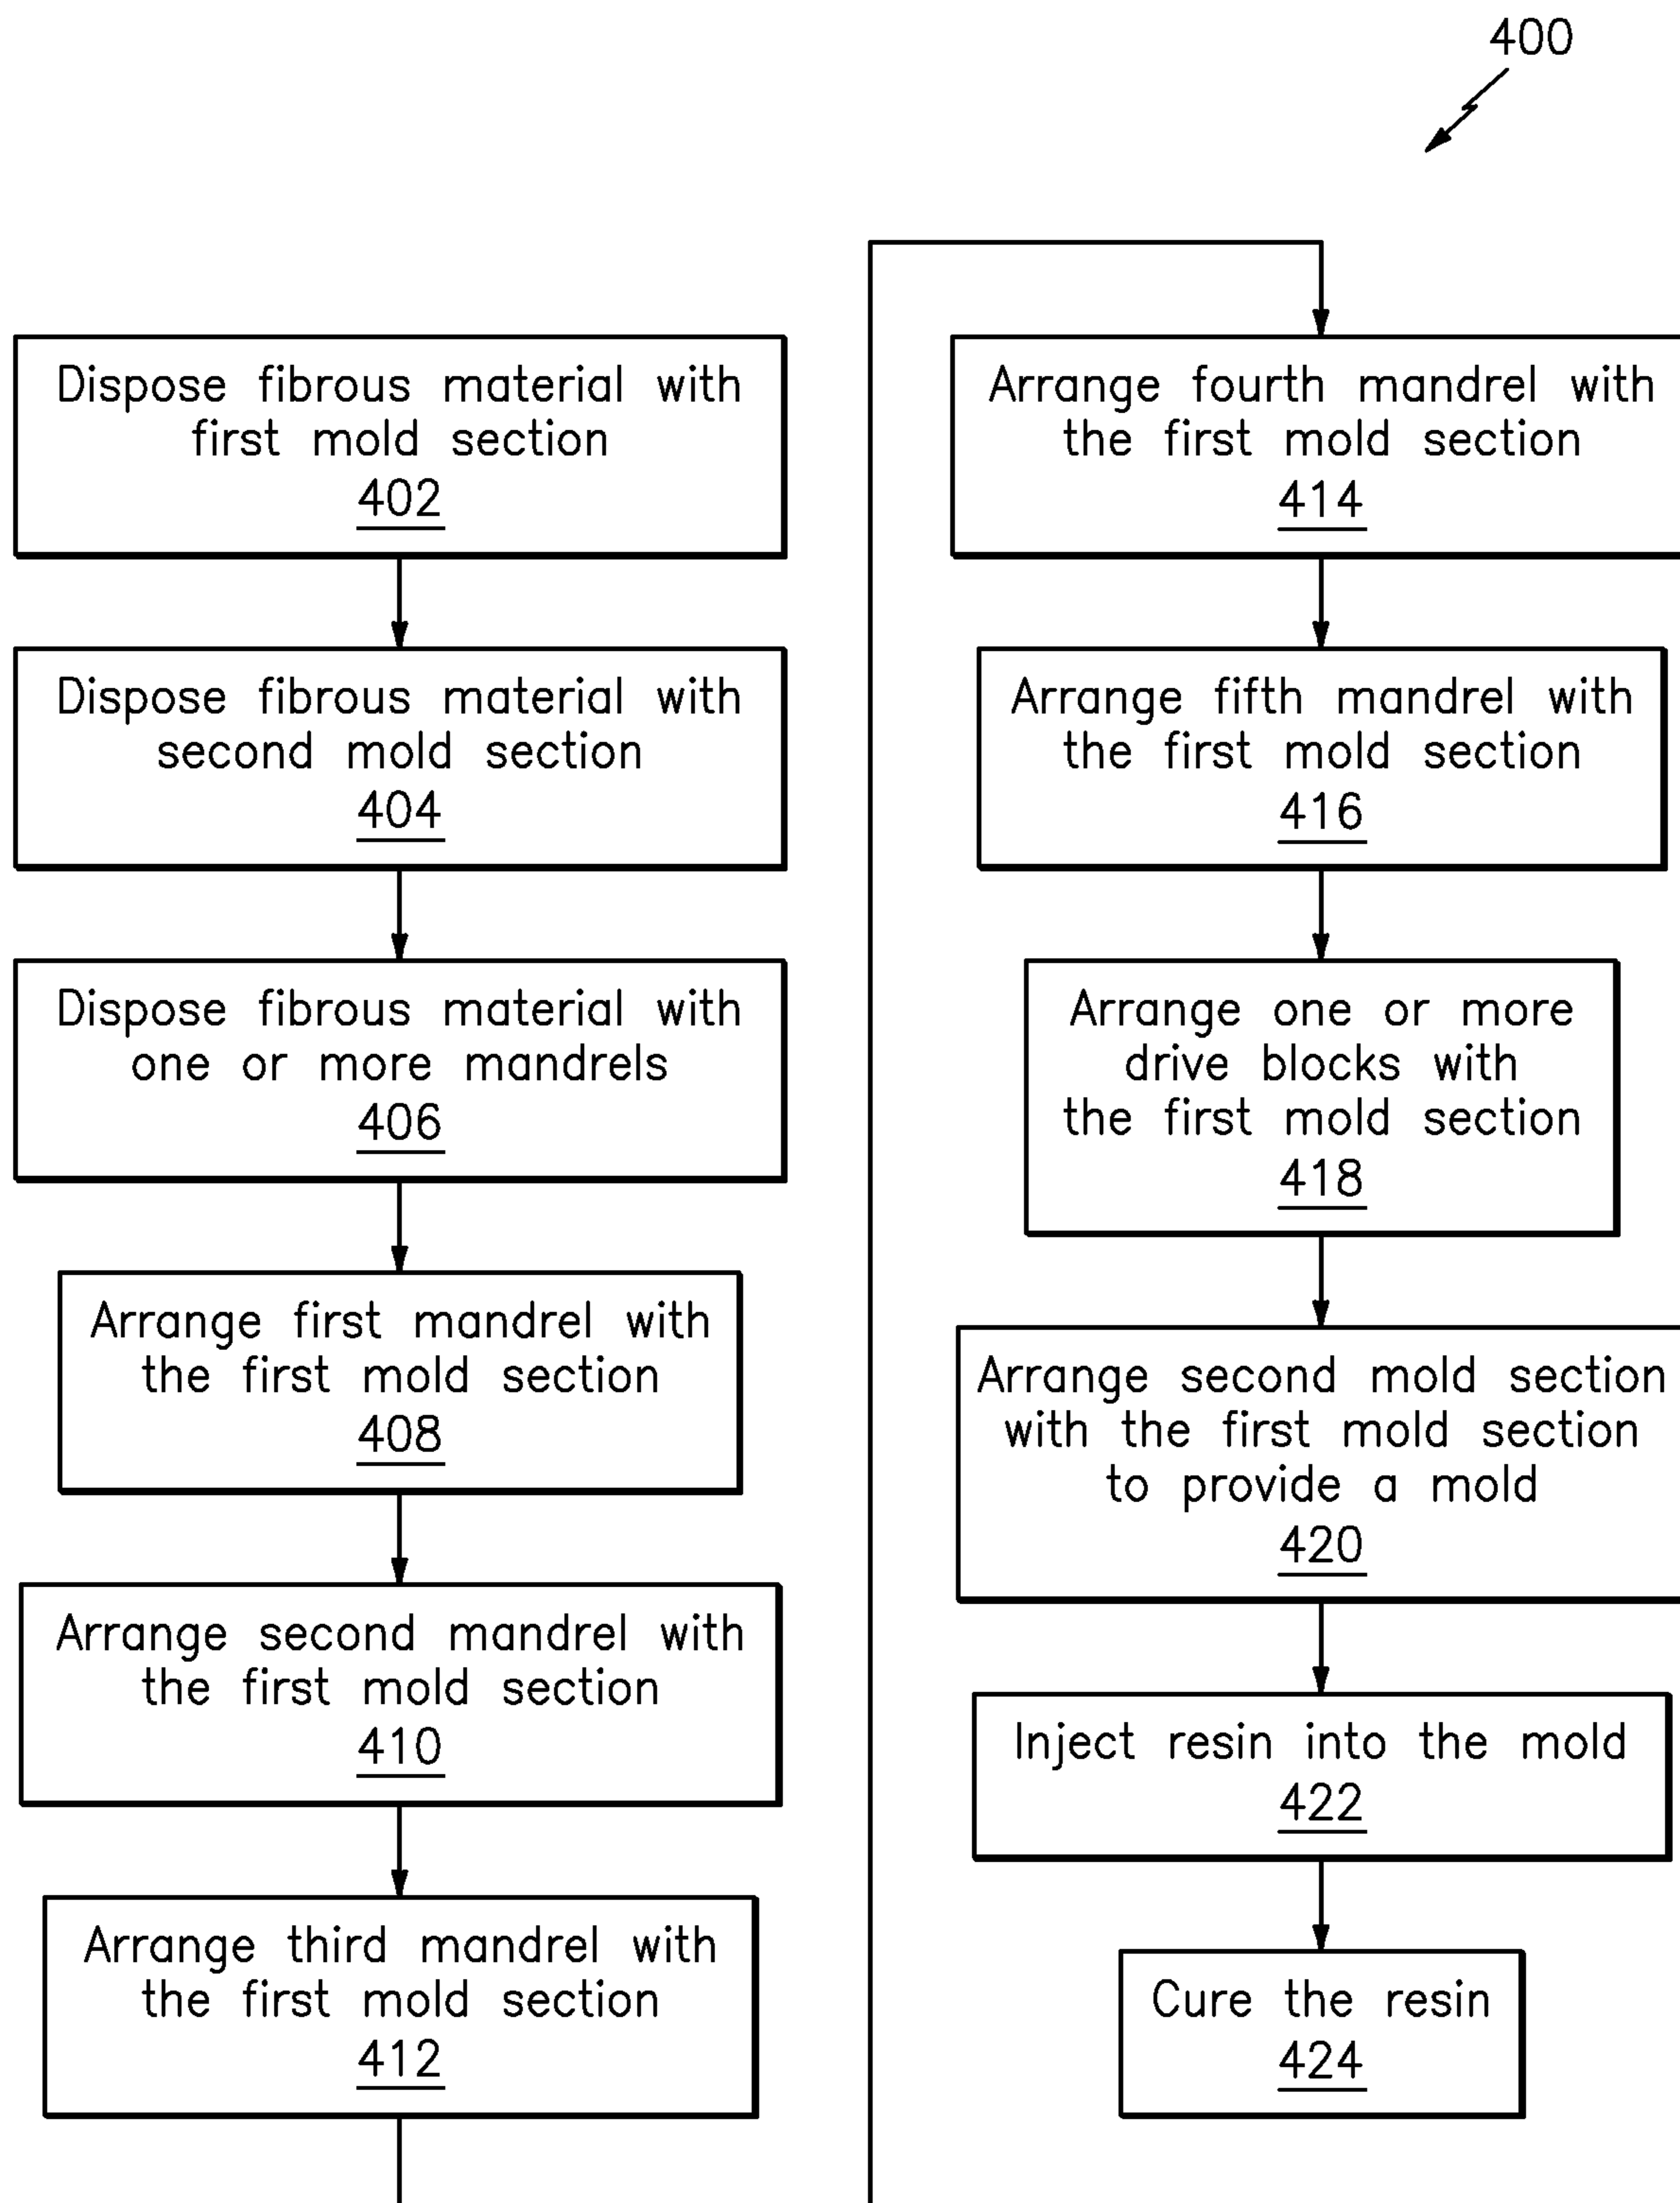 400
Dispose fibrous material with
first mold section
402
Dispose fibrous material with
second mold section
404
Dispose fibrous material with
one or more mandrels
406
Arrange first mandrel with
the first mold section
408
Arrange second mandrel with
the first mold section
410
Arrange third mandrel with
the first mold section
412
Arrange fourth mandrel with
the first mold section
414
Arrange fifth mandrel with
the first mold section
416
Arrange one or more
drive blocks with
the first mold section
418
Arrange second mold section
with the first mold section
to provide a mold
420
Inject resin into the mold
422
Cure the resin
424